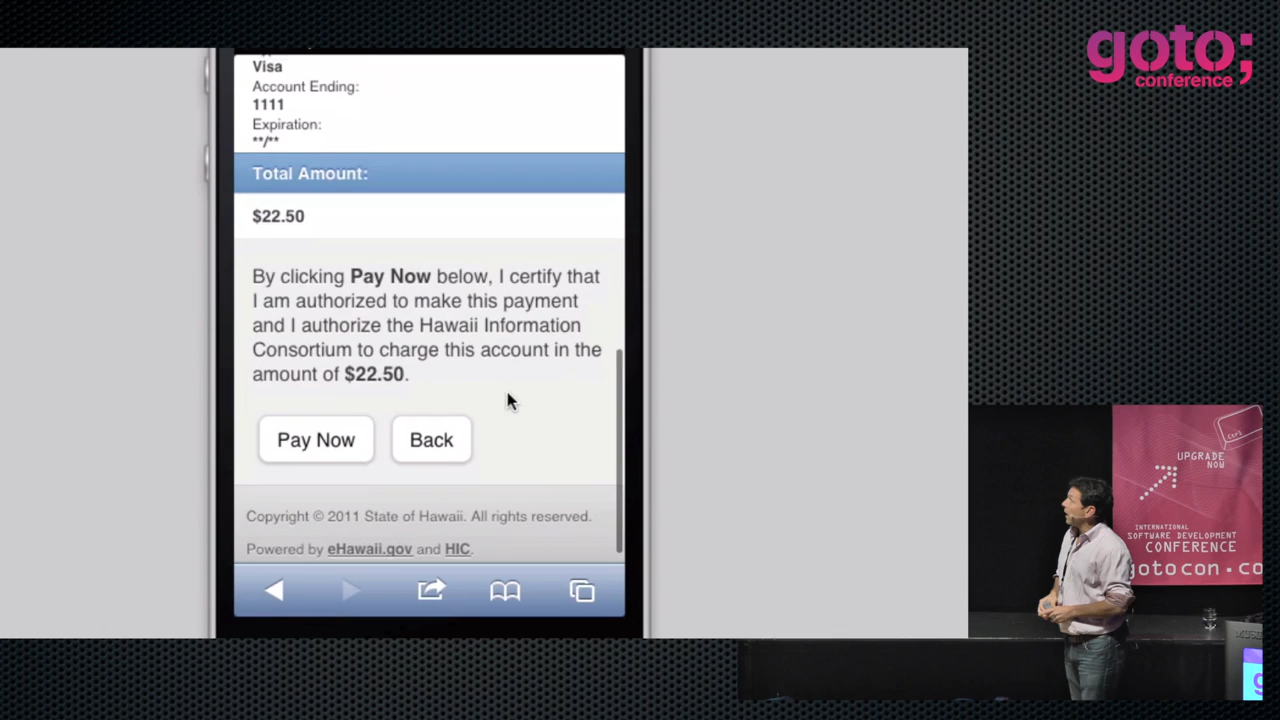 goto;
conference
Visa
Account Ending:
1111
Expiration:
**/**
Total Amount:
$22.50
By clicking Pay Now below, I certify that
I am authorized to make this payment
and I authorize the Hawaii Information
Consortium to charge this account in the
amount of $22.50.
Pay Now
Back
Copyright © 2011 State of Hawaii. All rights reserved.
Powered by eHawaii.gov and HIC.
Ctrl
UPGRADE
NOW
INTERNATIONAL
SOFTWARE DEVELOPMENT
CONFERENCE
gotocon.co